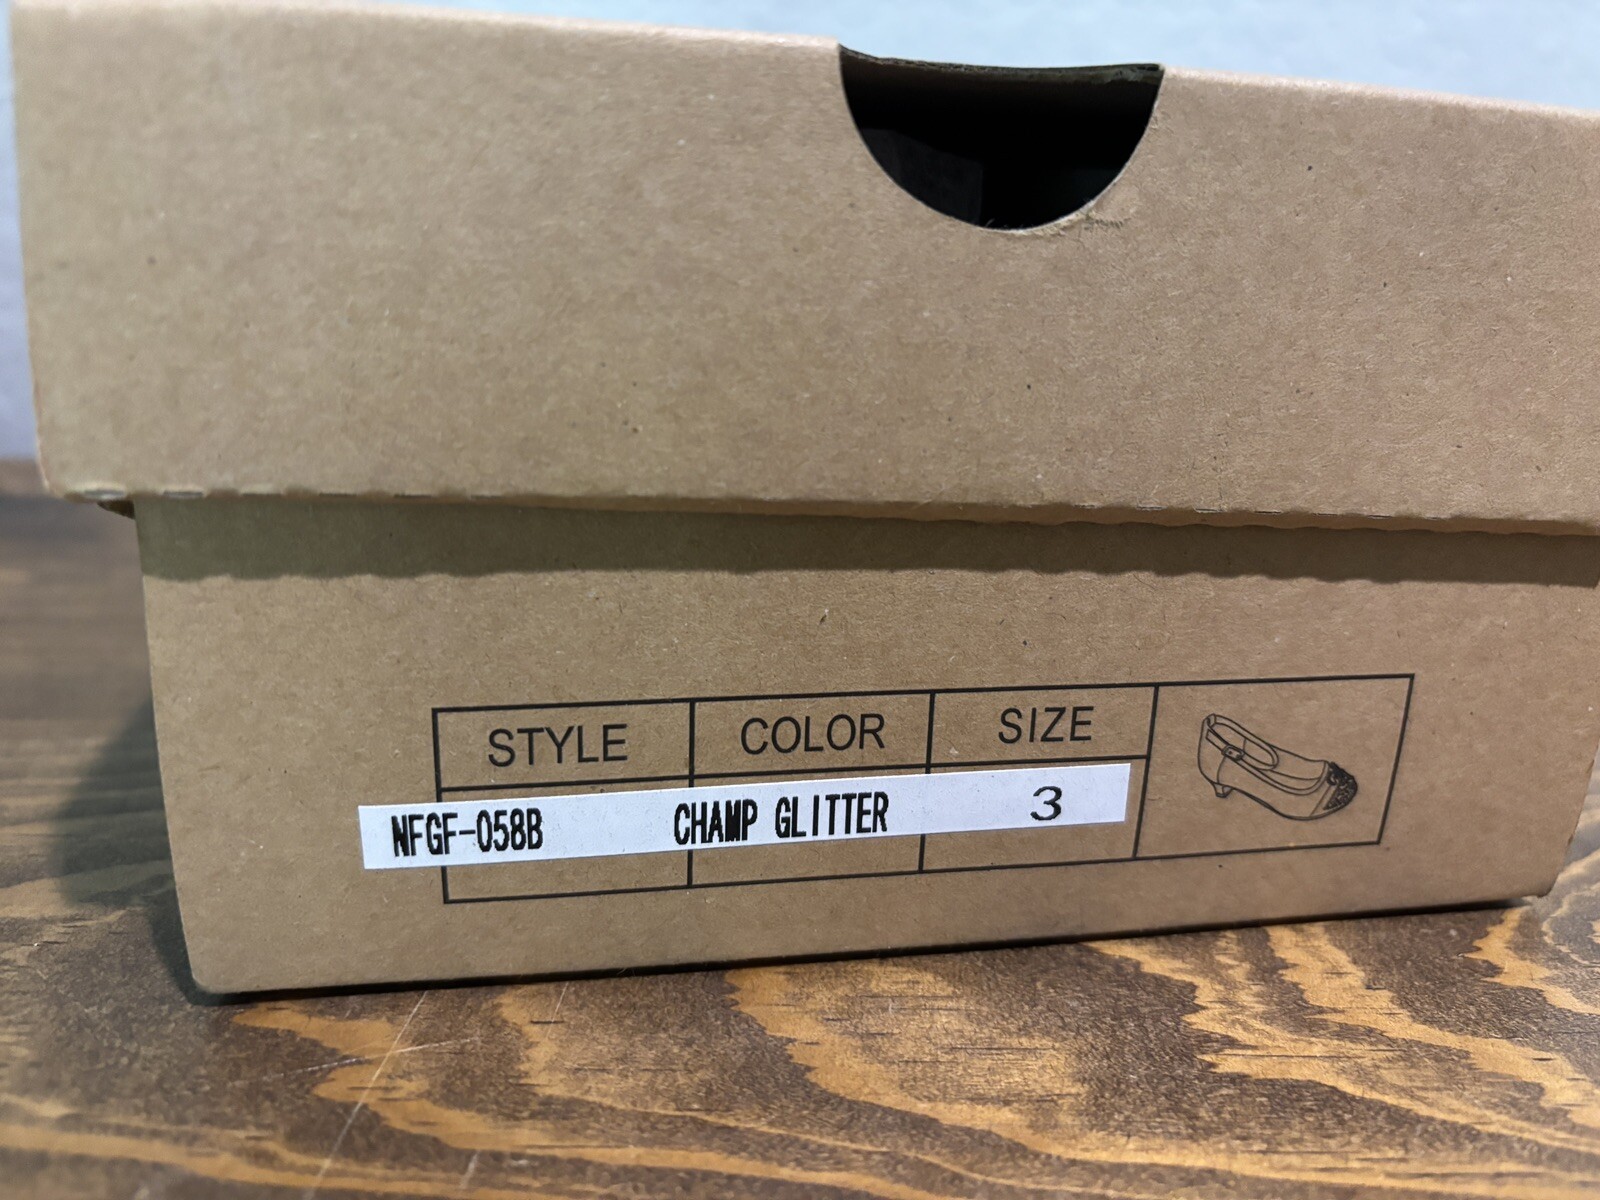 STYLE COLOR SIZE
NFGF-058B CHAMP GLITTER 3